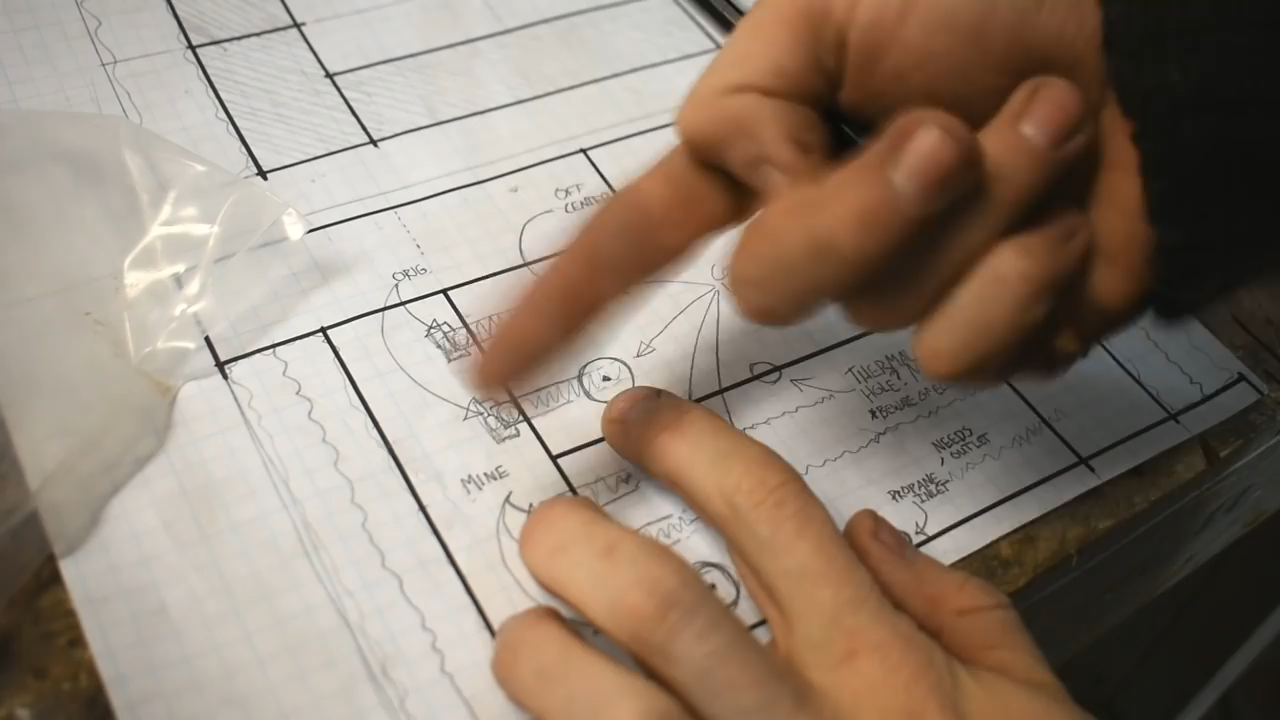 OFF
CENTER
ORIG.
THERMAL
HOLE!
*BEWARE OF
MINE
NEEDS
OUTLET
PROPANE
INLET